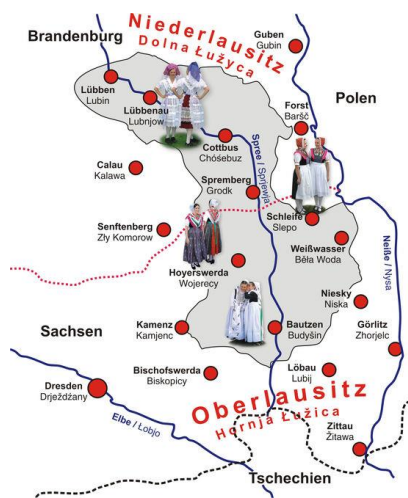 Niederlausitz
Dolna Łužyca
Brandenburg
Guben
Gubin
Lübben
Lubin
Lübbenau
Lubnjow
Forst
Baršć
Polen
Cottbus
Chóśebuz
Spree / Sprjewja
Calau
Kalawa
Spremberg
Grodk
Schleife
Slepo
Senftenberg
Zły Komorow
Weißwasser
Běła Woda
Hoyerswerda
Wojerecy
Neiße / Nysa
Niesky
Niska
Sachsen
Kamenz
Kamjenc
Bautzen
Budyšin
Görlitz
Zhorjelc
Bischofswerda
Biskopicy
Löbau
Lubij
Dresden
Drježdźany
Oberlausitz
Hornja Łužica
Elbe / Łobjo
Zittau
Žitawa
Tschechien